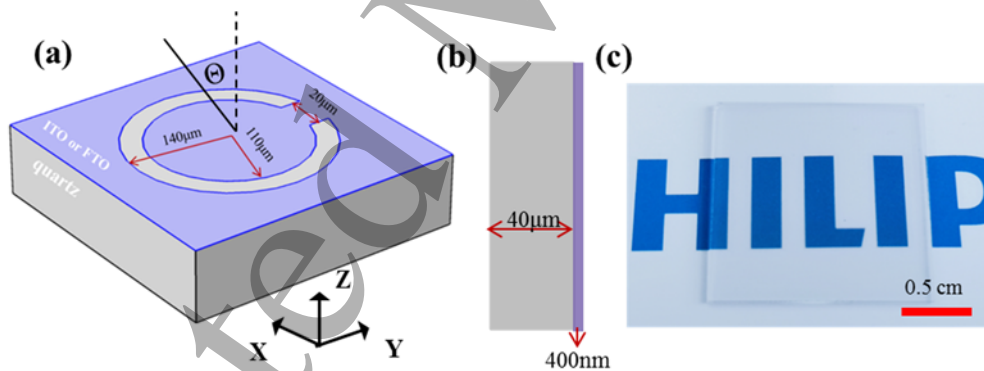 (a)
Θ
20μm
140μm
110μm
ITO or FTO
quartz
Z
X
Y
(b)
40μm
400nm
(c)
HILIP
0.5 cm